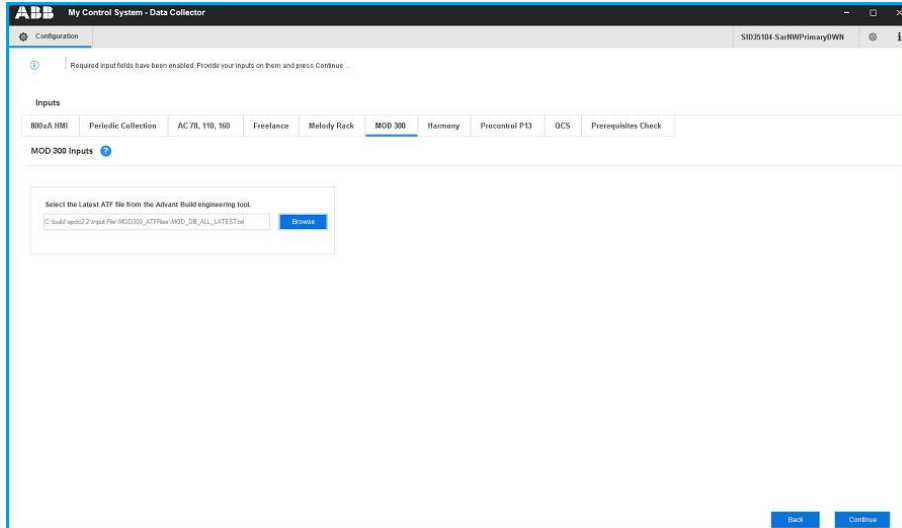 ABB My Control System - Data Collector
Configuration SID35104-SarNWPrimaryDWN
Required input fields have been enabled. Provide your inputs on them and press Continue ...
Inputs
800xA HMI Periodic Collection AC 70, 110, 160 Freelance Melody Rack MOD 300 Harmony Procontrol P13 QCS Prerequisites Check
MOD 300 Inputs
Select the Latest ATF file from the Advant Build engineering tool.
Browse
Back Continue